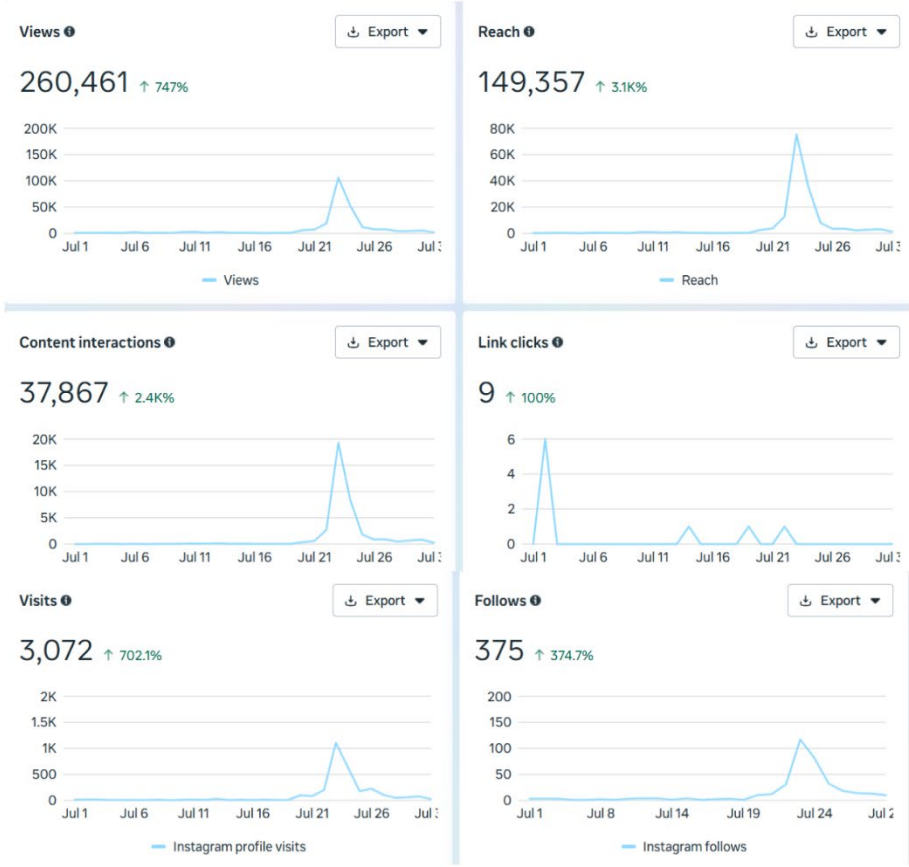 Views
Export
260,461 ↑ 747%
200K
150K
100K
50K
0
Jul 1 Jul 6 Jul 11 Jul 16 Jul 21 Jul 26 Jul
Views
Reach
Export
149,357 ↑ 3.1K%
80K
60K
40K
20K
0
Jul 1 Jul 6 Jul 11 Jul 16 Jul 21 Jul 26 Jul
Reach
Content interactions
Export
37,867 ↑ 2.4K%
20K
15K
10K
5K
0
Jul 1 Jul 6 Jul 11 Jul 16 Jul 21 Jul 26 Jul
Link clicks
Export
9 ↑ 100%
6
4
2
0
Jul 1 Jul 6 Jul 11 Jul 16 Jul 21 Jul 26 Jul
Visits
Export
3,072 ↑ 702.1%
2K
1.5K
1K
500
0
Jul 1 Jul 6 Jul 11 Jul 16 Jul 21 Jul 26 Jul
Instagram profile visits
Follows
Export
375 ↑ 374.7%
200
150
100
50
0
Jul 1 Jul 8 Jul 14 Jul 19 Jul 24 Jul 2
Instagram follows